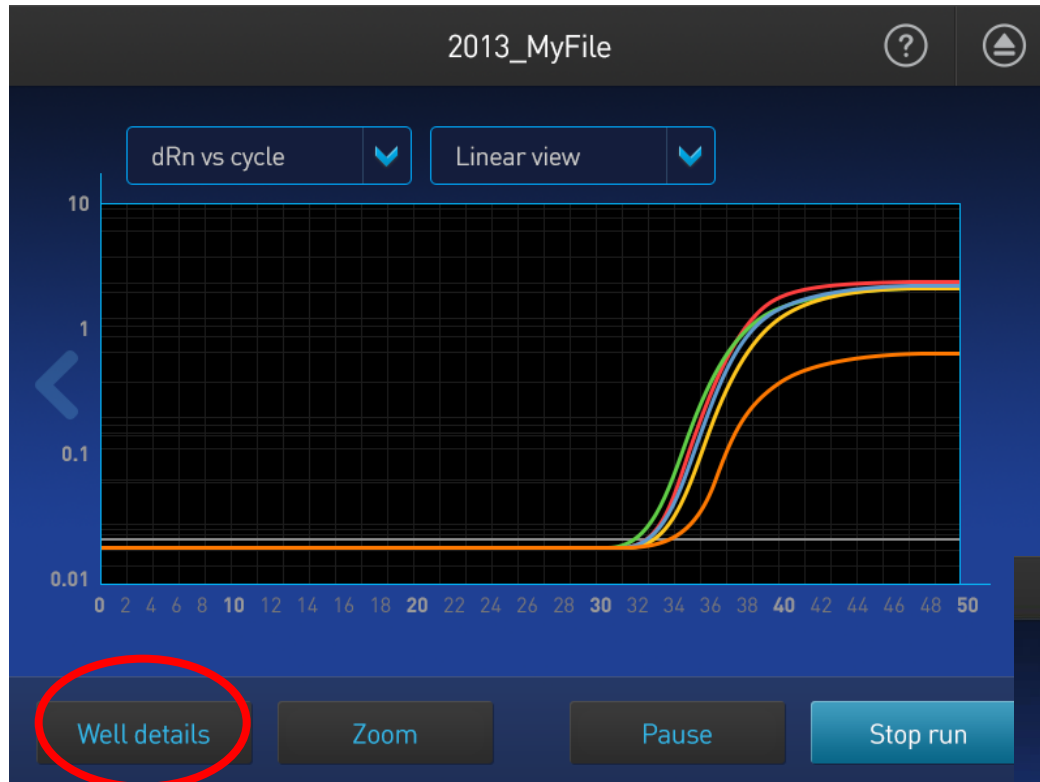 2013_MyFile ?
dRn vs cycle Linear view
10
1
0.1
0.01
0 2 4 6 8 10 12 14 16 18 20 22 24 26 28 30 32 34 36 38 40 42 44 46 48 50
Well details Zoom Pause Stop run